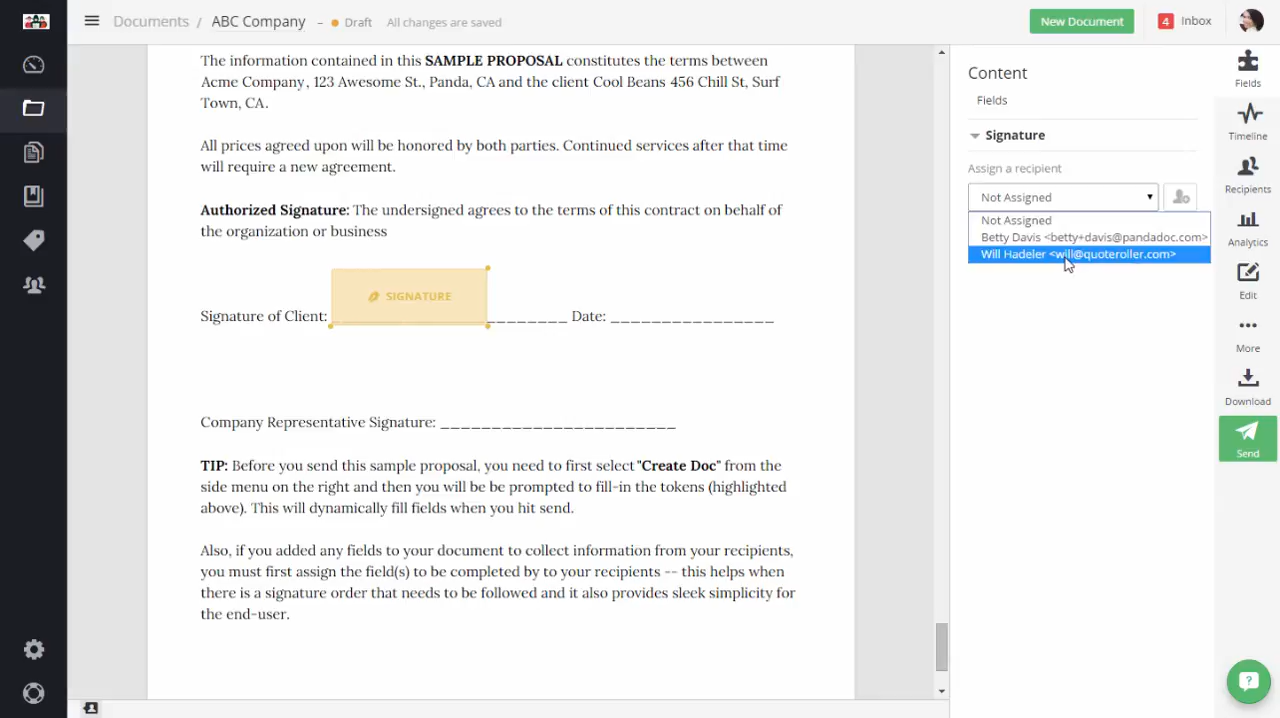 Documents / ABC Company – Draft All changes are saved
New Document
4 Inbox
The information contained in this SAMPLE PROPOSAL constitutes the terms between
Acme Company, 123 Awesome St., Panda, CA and the client Cool Beans 456 Chill St, Surf
Town, CA.
All prices agreed upon will be honored by both parties. Continued services after that time
will require a new agreement.
Authorized Signature: The undersigned agrees to the terms of this contract on behalf of
the organization or business
SIGNATURE
Signature of Client: ________________________ Date: ________________
Company Representative Signature: _______________________
TIP: Before you send this sample proposal, you need to first select "Create Doc" from the
side menu on the right and then you will be be prompted to fill-in the tokens (highlighted
above). This will dynamically fill fields when you hit send.
Also, if you added any fields to your document to collect information from your recipients,
you must first assign the field(s) to be completed by to your recipients -- this helps when
there is a signature order that needs to be followed and it also provides sleek simplicity for
the end-user.
Content
Fields
Signature
Assign a recipient
Not Assigned
Not Assigned
Betty Davis <betty+davis@pandadoc.com>
Will Hadeler <will@quoteroller.com>
Fields
Timeline
Recipients
Analytics
Edit
More
Download
Send